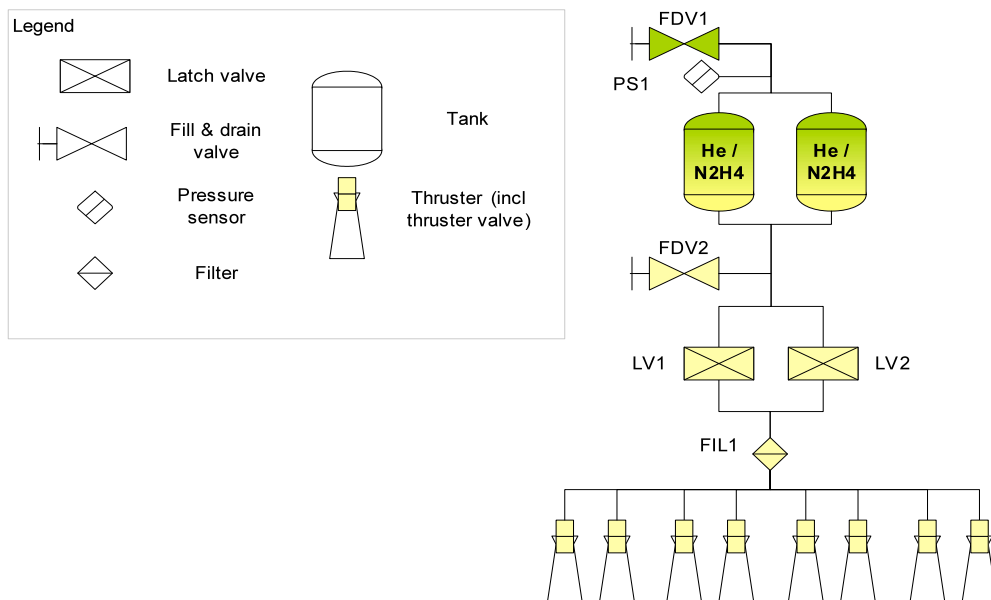 Legend
Latch valve
Fill & drain
valve
Pressure
sensor
Filter
Tank
Thruster (incl
thruster valve)
FDV1
PS1
He /
N2H4
He /
N2H4
FDV2
LV1
LV2
FIL1